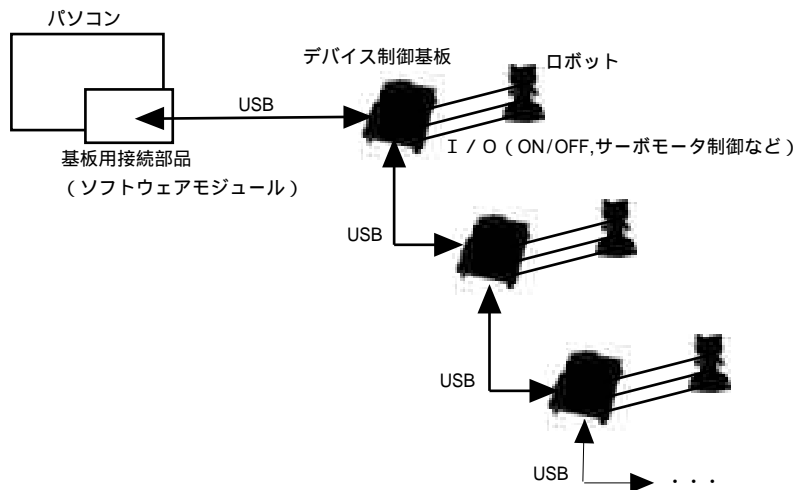 パソコン
デバイス制御基板
ロボット
USB
I/O(ON/OFF,サーボモータ制御など)
基板用接続部品
(ソフトウェアモジュール)
USB
USB
USB
・・・